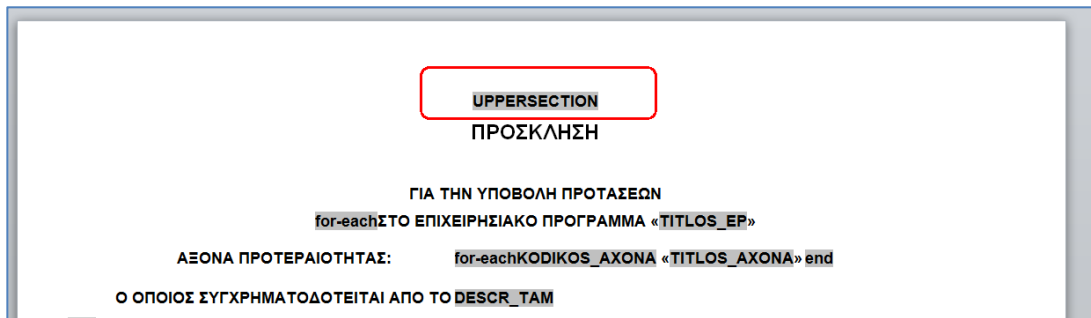 UPPERSECTION
ΠΡΟΣΚΛΗΣΗ
ΓΙΑ ΤΗΝ ΥΠΟΒΟΛΗ ΠΡΟΤΑΣΕΩΝ
for-eachΣΤΟ ΕΠΙΧΕΙΡΗΣΙΑΚΟ ΠΡΟΓΡΑΜΜΑ «TITLOS_EP»
ΑΞΟΝΑ ΠΡΟΤΕΡΑΙΟΤΗΤΑΣ: for-eachKODIKOS_AXONA «TITLOS_AXONA» end
Ο ΟΠΟΙΟΣ ΣΥΓΧΡΗΜΑΤΟΔΟΤΕΙΤΑΙ ΑΠΟ ΤΟ DESCR_TAM